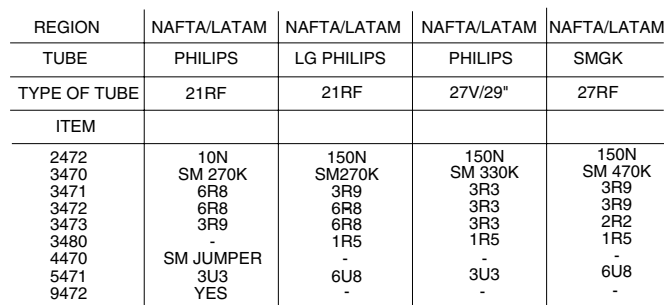 REGION NAFTA/LATAM NAFTA/LATAM NAFTA/LATAM NAFTA/LATAM
TUBE PHILIPS LG PHILIPS PHILIPS SMGK
TYPE OF TUBE 21RF 21RF 27V/29" 27RF
ITEM
2472 10N 150N 150N 150N
3470 SM 270K SM270K SM 330K SM 470K
3471 6R8 3R9 3R3 3R9
3472 6R8 6R8 3R3 3R9
3473 3R9 6R8 3R3 2R2
3480 - 1R5 1R5 1R5
4470 SM JUMPER - - -
5471 3U3 6U8 3U3 6U8
9472 YES - - -